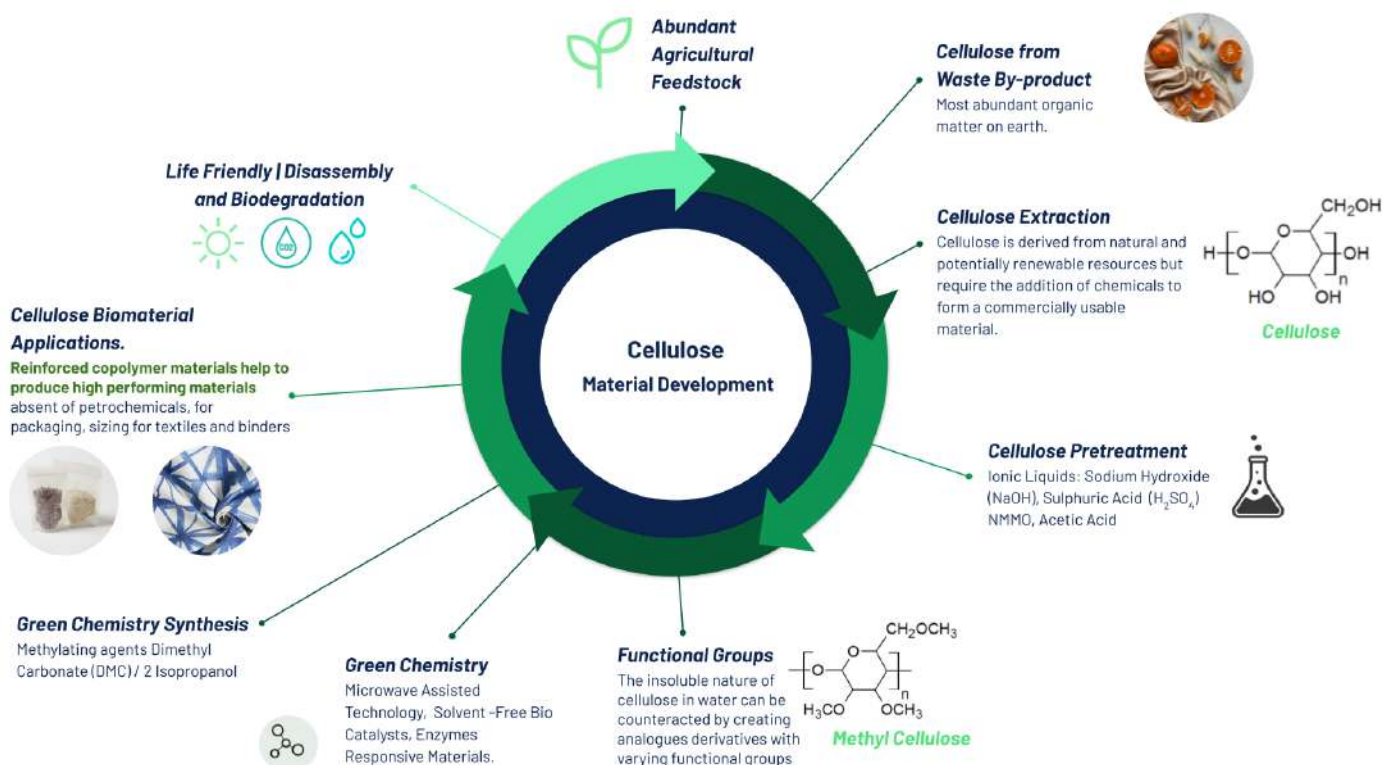 Abundant
Agricultural
Feedstock
Cellulose from
Waste By-product
Most abundant organic
matter on earth.
Cellulose Extraction
Cellulose is derived from natural and
potentially renewable resources but
require the addition of chemicals to
form a commercially usable
material.
CH₂OH
O
H
O
OH
n
HO
OH
Cellulose
Cellulose Pretreatment
Ionic Liquids: Sodium Hydroxide
(NaOH), Sulphuric Acid (H₂SO₄)
NMMO, Acetic Acid
Functional Groups
The insoluble nature of
cellulose in water can be
counteracted by creating
analogues derivatives with
varying functional groups
CH₂OCH₃
O
O
n
H₃CO
OCH₃
Methyl Cellulose
Green Chemistry
Microwave Assisted
Technology, Solvent -Free Bio
Catalysts, Enzymes
Responsive Materials.
Green Chemistry Synthesis
Methylating agents Dimethyl
Carbonate (DMC) / 2 Isopropanol
Cellulose Biomaterial
Applications.
Reinforced copolymer materials help to
produce high performing materials
absent of petrochemicals, for
packaging, sizing for textiles and binders
Life Friendly | Disassembly
and Biodegradation
CO2
Cellulose
Material Development